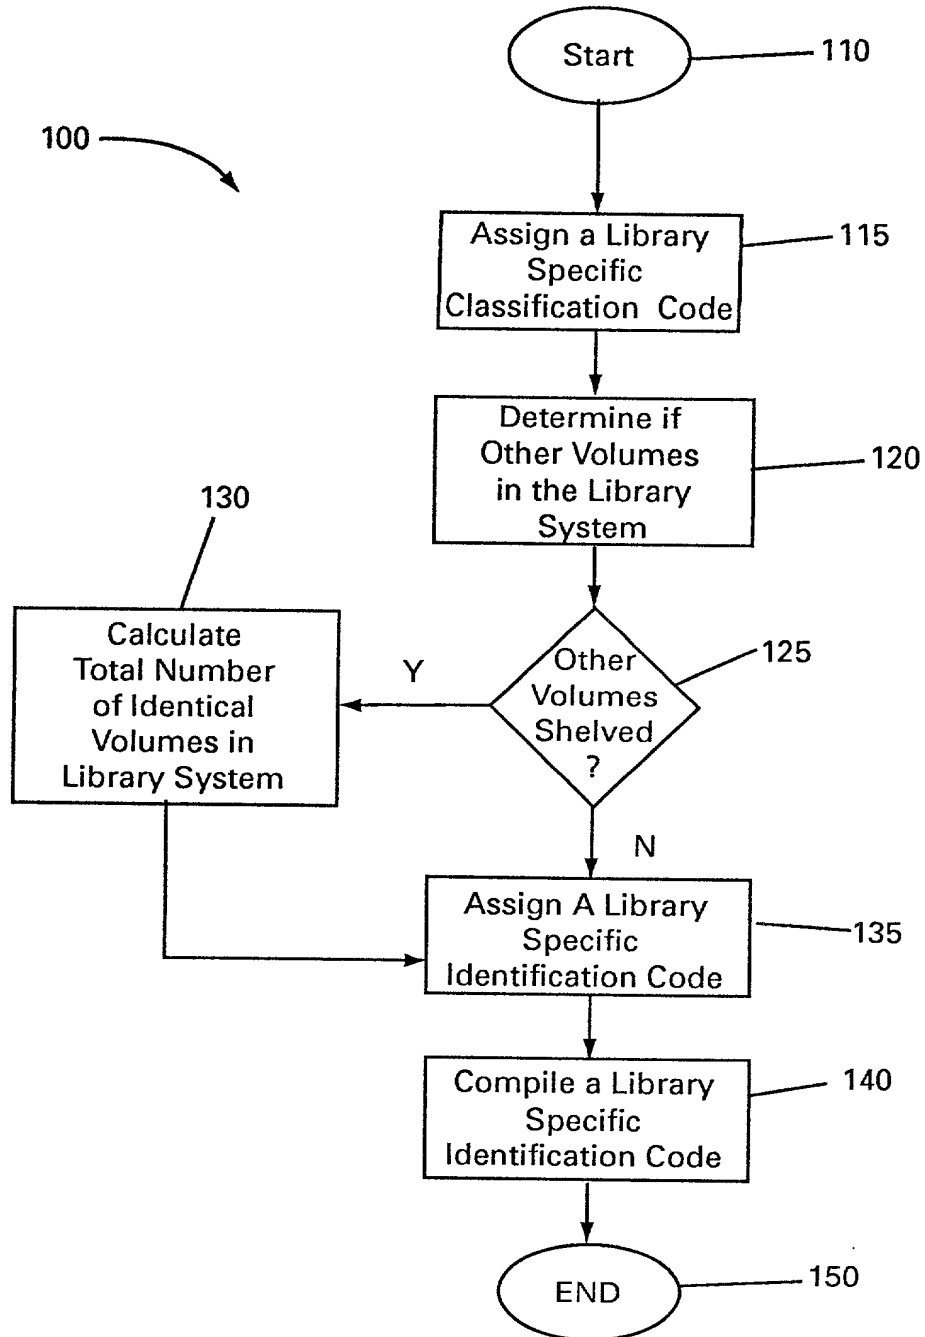 Start
110
100
Assign a Library
Specific
Classification Code
115
Determine if
Other Volumes
in the Library
System
120
130
Calculate
Total Number
of Identical
Volumes in
Library System
Y
Other
Volumes
Shelved
?
125
N
Assign A Library
Specific
Identification Code
135
Compile a Library
Specific
Identification Code
140
END
150